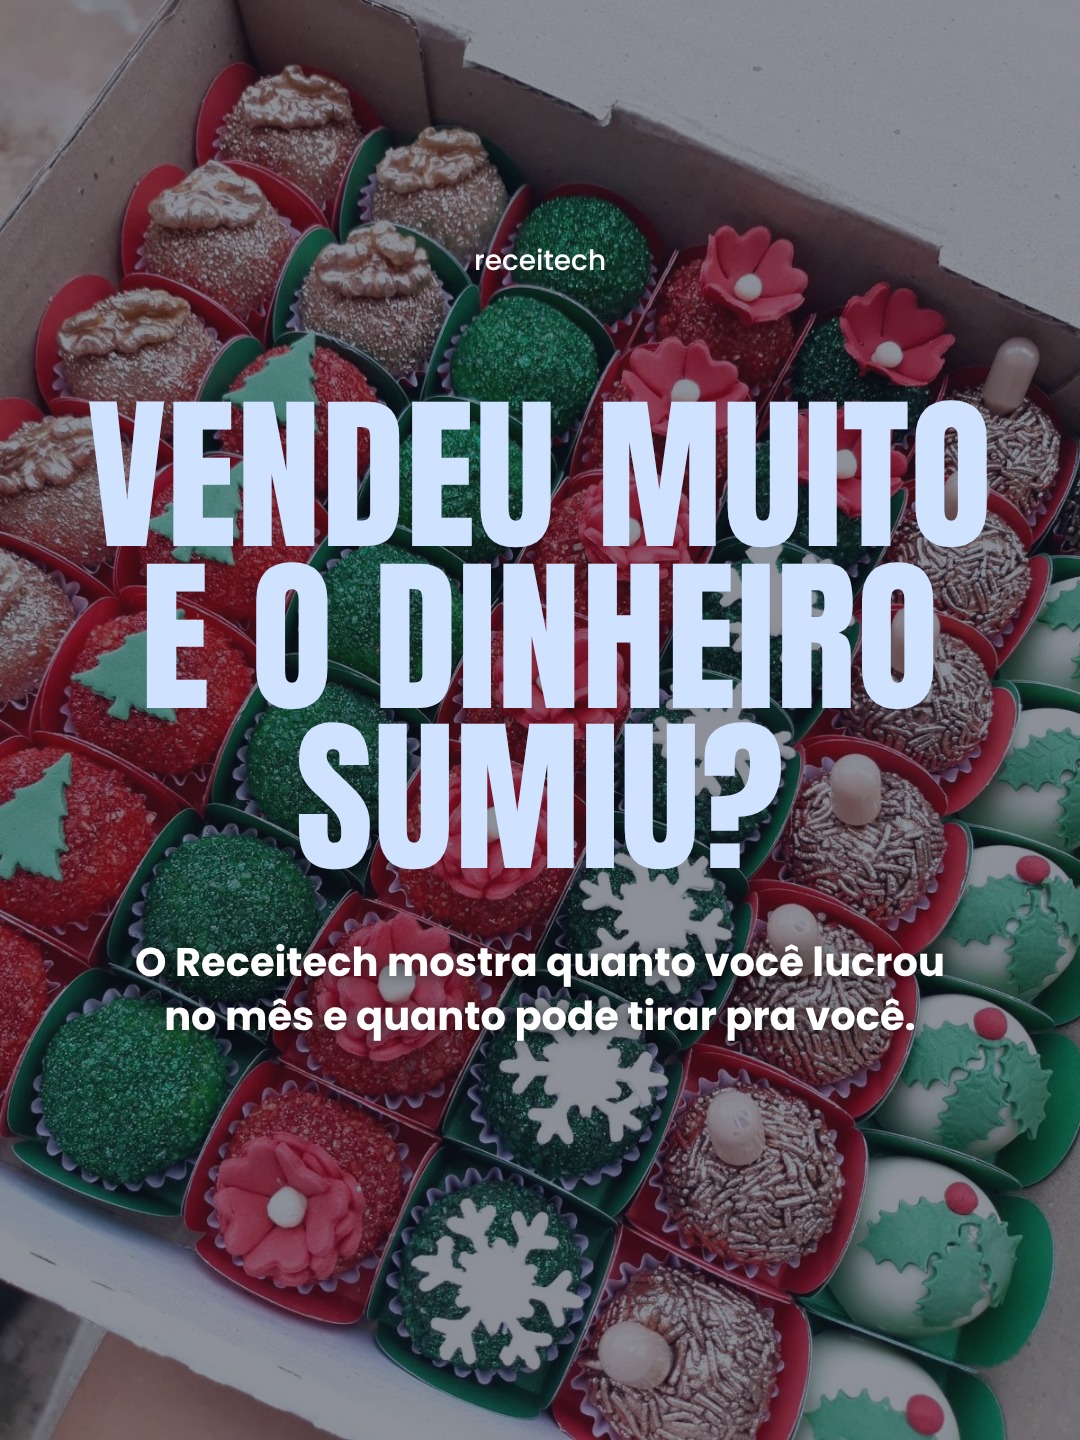 receitech
VENDEU MUITO
E O DINHEIRO
SUMIU?
O Receitech mostra quanto você lucrou
no mês e quanto pode tirar pra você.